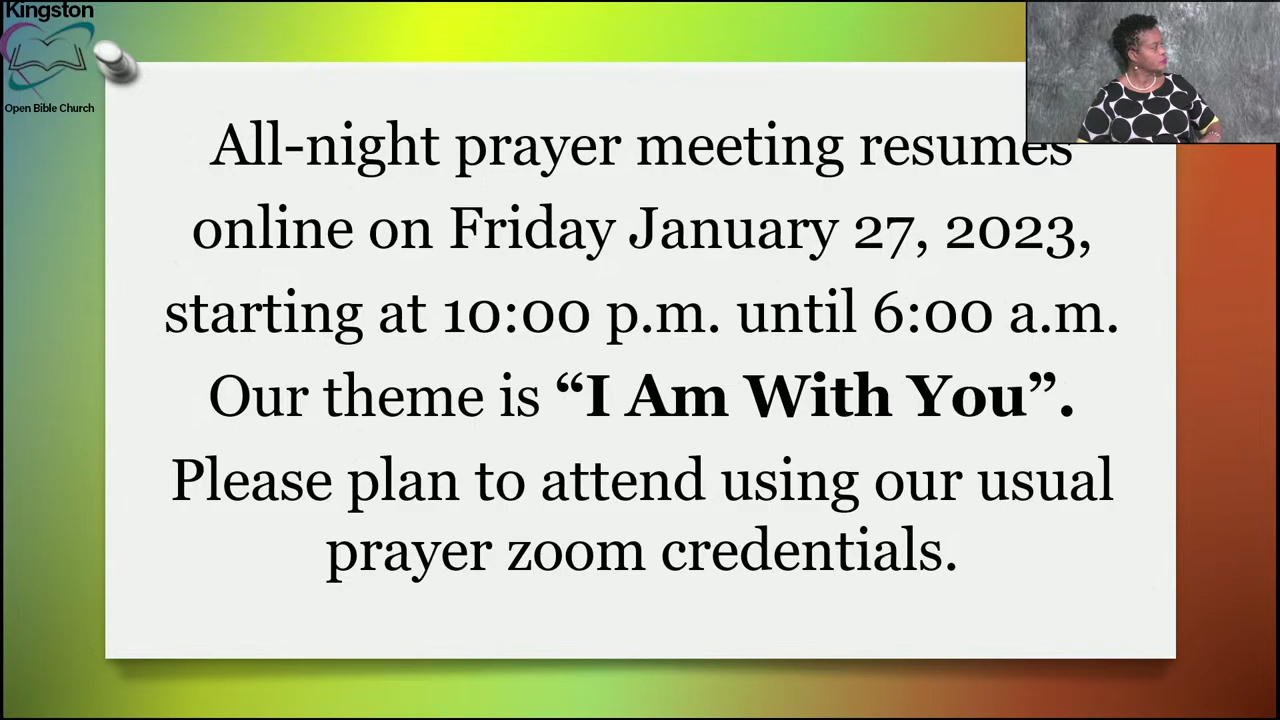 Kingston
Open Bible Church
All-night prayer meeting resumes
online on Friday January 27, 2023,
starting at 10:00 p.m. until 6:00 a.m.
Our theme is “I Am With You”.
Please plan to attend using our usual
prayer zoom credentials.